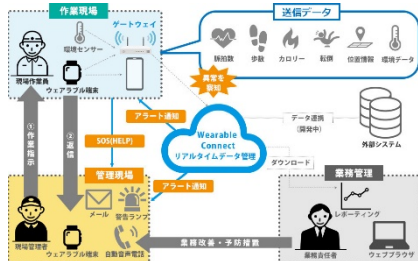 作業現場
環境センサー
ゲートウェイ
現場作業員
ウェアラブル端末
送信データ
脈拍数
歩数
カロリー
転倒
位置情報
環境データ
異常を
察知
アラート通知
Wearable
Connect
リアルタイムデータ管理
データ連携
(開発中)
外部システム
ダウンロード
①作業指示
②返信
SOS(HELP)
アラート通知
管理現場
メール
警告ランプ
現場管理者
ウェアラブル端末
自動音声電話
業務改善・予防措置
業務管理
レポーティング
業務責任者
ウェブブラウザ